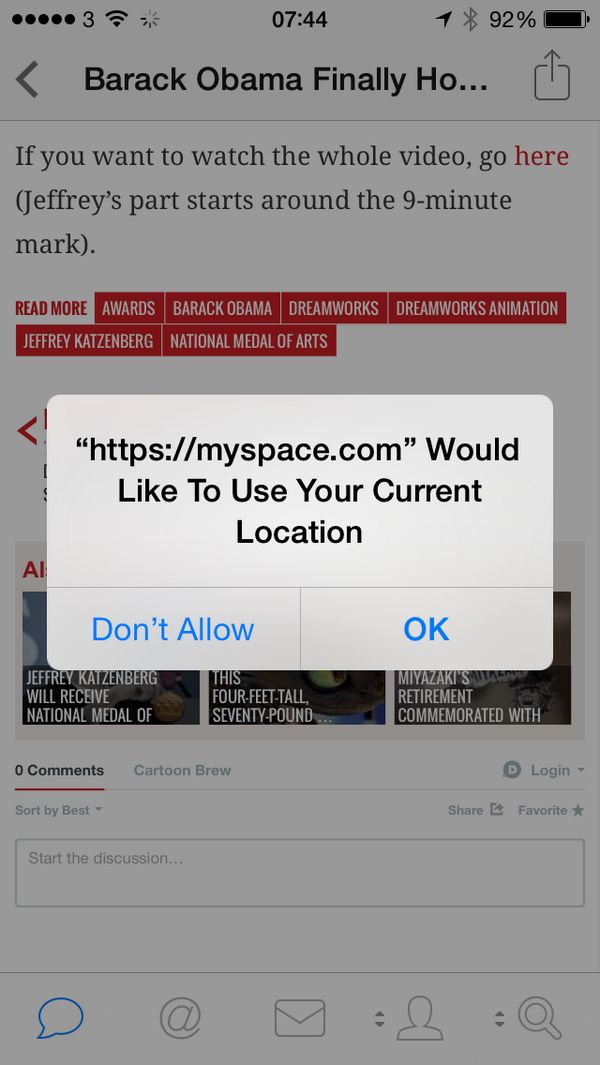 3 07:44 92%
Barack Obama Finally Ho...
If you want to watch the whole video, go here
(Jeffrey’s part starts around the 9-minute
mark).
READ MORE AWARDS BARACK OBAMA DREAMWORKS DREAMWORKS ANIMATION
JEFFREY KATZENBERG NATIONAL MEDAL OF ARTS
“https://myspace.com” Would
Like To Use Your Current
Location
Don’t Allow OK
JEFFREY KATZENBERG
WILL RECEIVE
NATIONAL MEDAL OF
THIS
FOUR-FEET-TALL,
SEVENTY-POUND ...
MIYAZAKI’S
RETIREMENT
COMMEMORATED WITH
0 Comments Cartoon Brew Login
Sort by Best Share Favorite
Start the discussion...